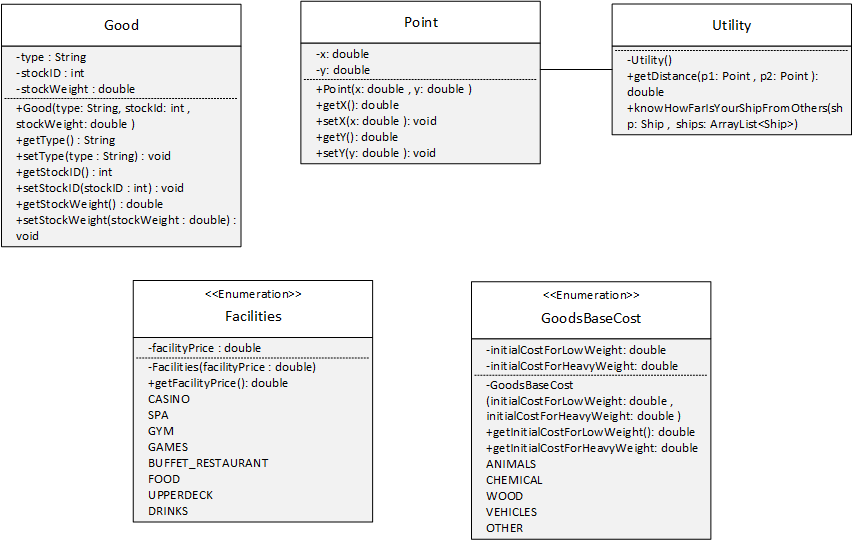 Good
-type : String
-stockID : int
-stockWeight : double
+Good(type: String, stockId: int ,
stockWeight: double )
+getType() : String
+setType(type : String) : void
+getStockID() : int
+setStockID(stockID : int) : void
+getStockWeight() : double
+setStockWeight(stockWeight : double) :
void
Point
-x: double
-y: double
+Point(x: double , y: double )
+getX(): double
+setX(x: double ): void
+getY(): double
+setY(y: double ): void
Utility
-Utility()
+getDistance(p1: Point , p2: Point ):
double
+knowHowFarIsYourShipFromOthers(sh
p: Ship , ships: ArrayList<Ship>)
<<Enumeration>>
Facilities
-facilityPrice : double
-Facilities(facilityPrice : double)
+getFacilityPrice(): double
CASINO
SPA
GYM
GAMES
BUFFET_RESTAURANT
FOOD
UPPERDECK
DRINKS
<<Enumeration>>
GoodsBaseCost
-initialCostForLowWeight: double
-initialCostForHeavyWeight: double
-GoodsBaseCost
(initialCostForLowWeight: double ,
initialCostForHeavyWeight: double )
+getInitialCostForLowWeight(): double
+getInitialCostForHeavyWeight: double
ANIMALS
CHEMICAL
WOOD
VEHICLES
OTHER